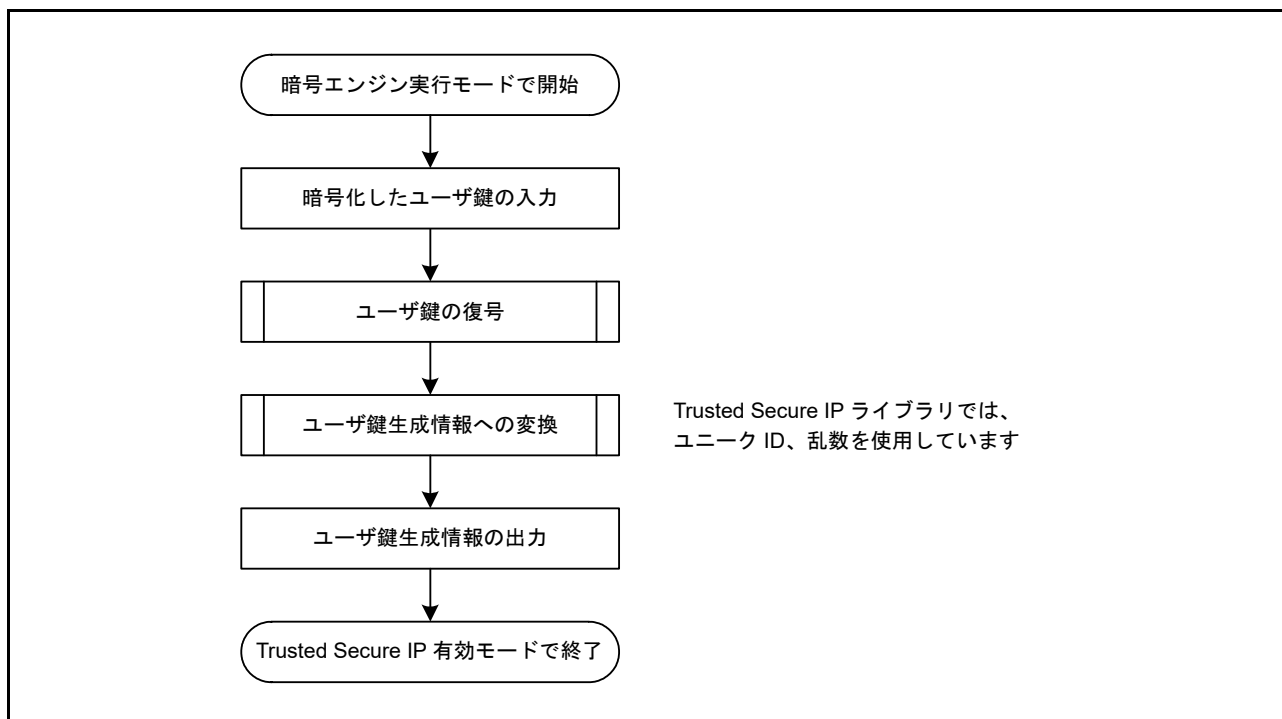 暗号エンジン実行モードで開始
暗号化したユーザ鍵の入力
ユーザ鍵の復号
ユーザ鍵生成情報への変換
Trusted Secure IP ライブラリでは、
ユニーク ID、乱数を使用しています
ユーザ鍵生成情報の出力
Trusted Secure IP 有効モードで終了